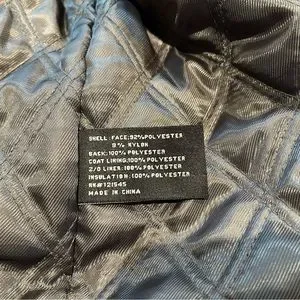 SHELL: FACE:92%POLYESTER
8% NYLON
BACK:100% POLYESTER
COAT LINING:100% POLYESTER
Z/O LINER:100% POLYESTER
INSULATION:100% POLYESTER
RN#121545
MADE IN CHINA